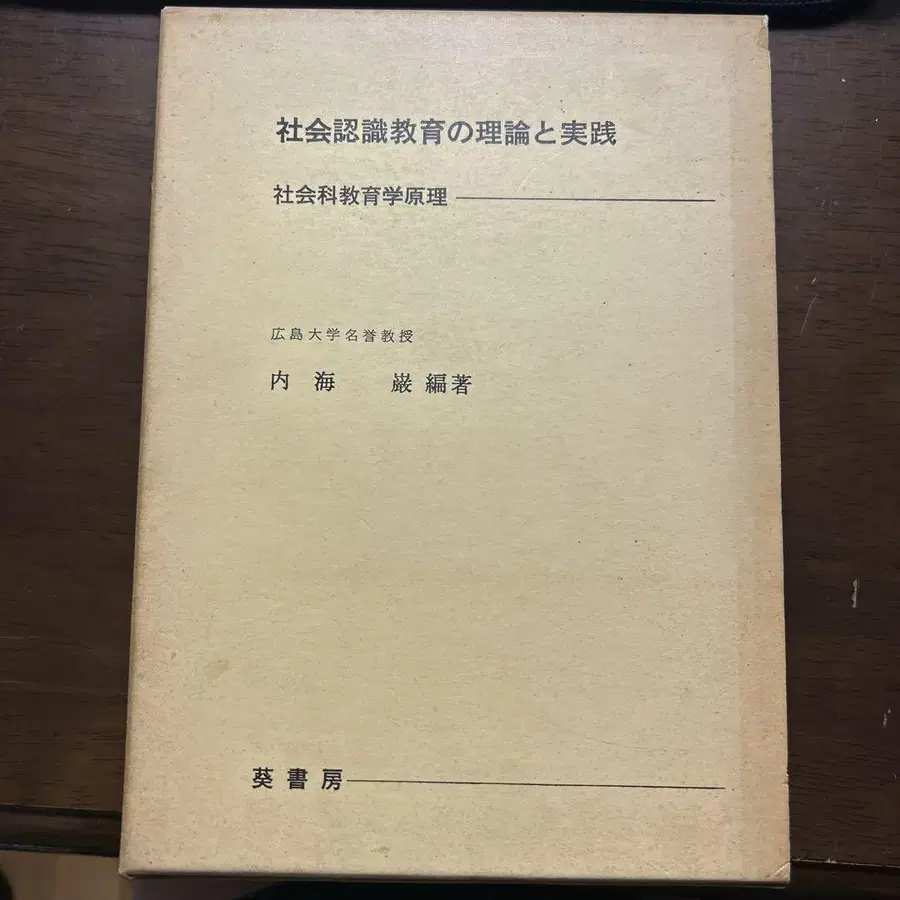 社会認識教育の理論と実践
社会科教育学原理
広島大学名誉教授
内海 巌 編著
葵書房